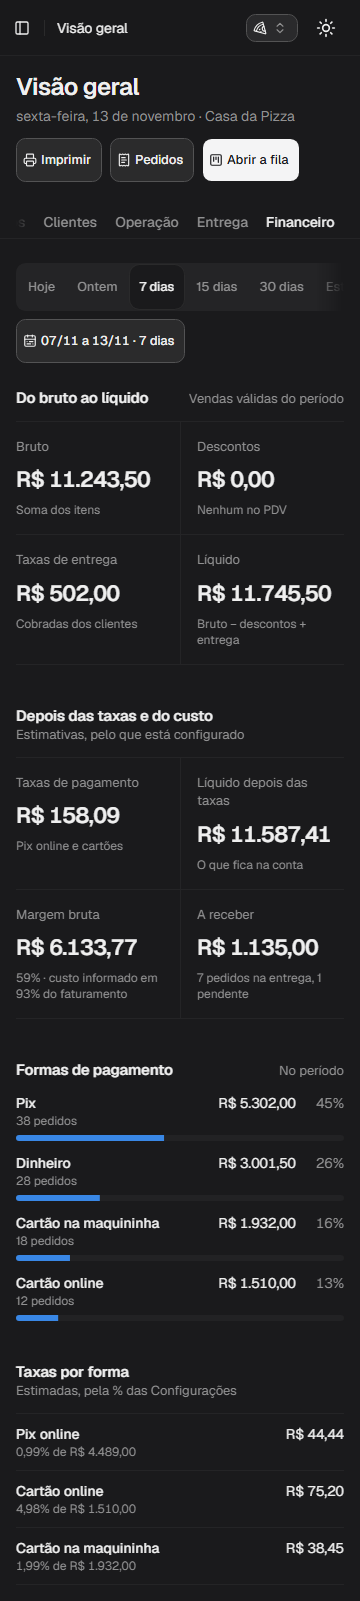 Visão geral
Visão geral
sexta-feira, 13 de novembro · Casa da Pizza
Imprimir
Pedidos
Abrir a fila
s
Clientes
Operação
Entrega
Financeiro
Hoje
Ontem
7 dias
15 dias
30 dias
Es
07/11 a 13/11 · 7 dias
Do bruto ao líquido
Vendas válidas do período
Bruto
R$ 11.243,50
Soma dos itens
Descontos
R$ 0,00
Nenhum no PDV
Taxas de entrega
R$ 502,00
Cobradas dos clientes
Líquido
R$ 11.745,50
Bruto − descontos +
entrega
Depois das taxas e do custo
Estimativas, pelo que está configurado
Taxas de pagamento
R$ 158,09
Pix online e cartões
Líquido depois das
taxas
R$ 11.587,41
O que fica na conta
Margem bruta
R$ 6.133,77
59% · custo informado em
93% do faturamento
A receber
R$ 1.135,00
7 pedidos na entrega, 1
pendente
Formas de pagamento
No período
Pix
R$ 5.302,00
45%
38 pedidos
Dinheiro
R$ 3.001,50
26%
28 pedidos
Cartão na maquininha
R$ 1.932,00
16%
18 pedidos
Cartão online
R$ 1.510,00
13%
12 pedidos
Taxas por forma
Estimadas, pela % das Configurações
Pix online
R$ 44,44
0,99% de R$ 4.489,00
Cartão online
R$ 75,20
4,98% de R$ 1.510,00
Cartão na maquininha
R$ 38,45
1,99% de R$ 1.932,00